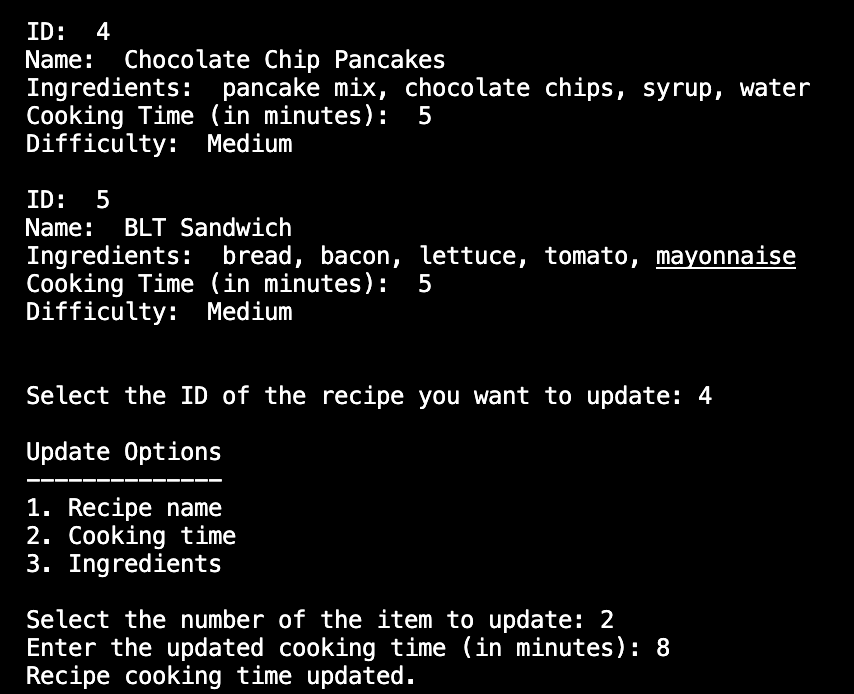 ID:  4
Name:  Chocolate Chip Pancakes
Ingredients:  pancake mix, chocolate chips, syrup, water
Cooking Time (in minutes):  5
Difficulty:  Medium
ID:  5
Name:  BLT Sandwich
Ingredients:  bread, bacon, lettuce, tomato, mayonnaise
Cooking Time (in minutes):  5
Difficulty:  Medium
Select the ID of the recipe you want to update: 4
Update Options
--------------
1. Recipe name
2. Cooking time
3. Ingredients
Select the number of the item to update: 2
Enter the updated cooking time (in minutes): 8
Recipe cooking time updated.